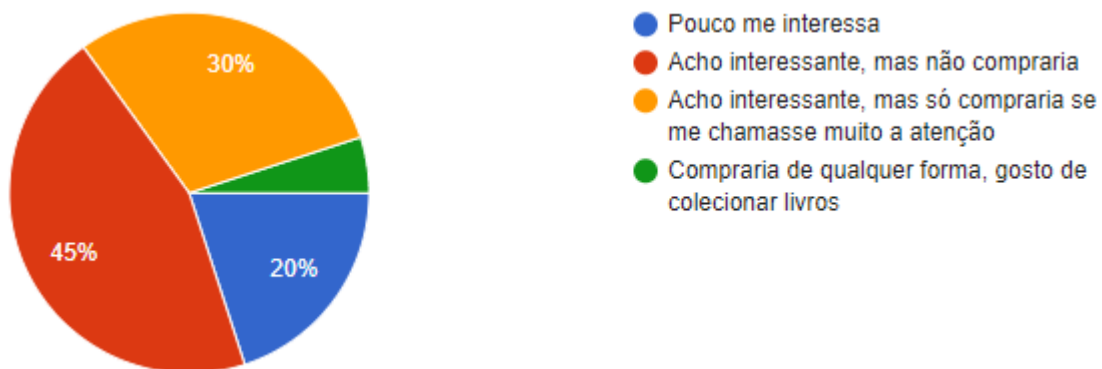 30%
45%
20%
Pouco me interessa
Acho interessante, mas não compraria
Acho interessante, mas só compraria se
me chamasse muito a atenção
Compraria de qualquer forma, gosto de
colecionar livros